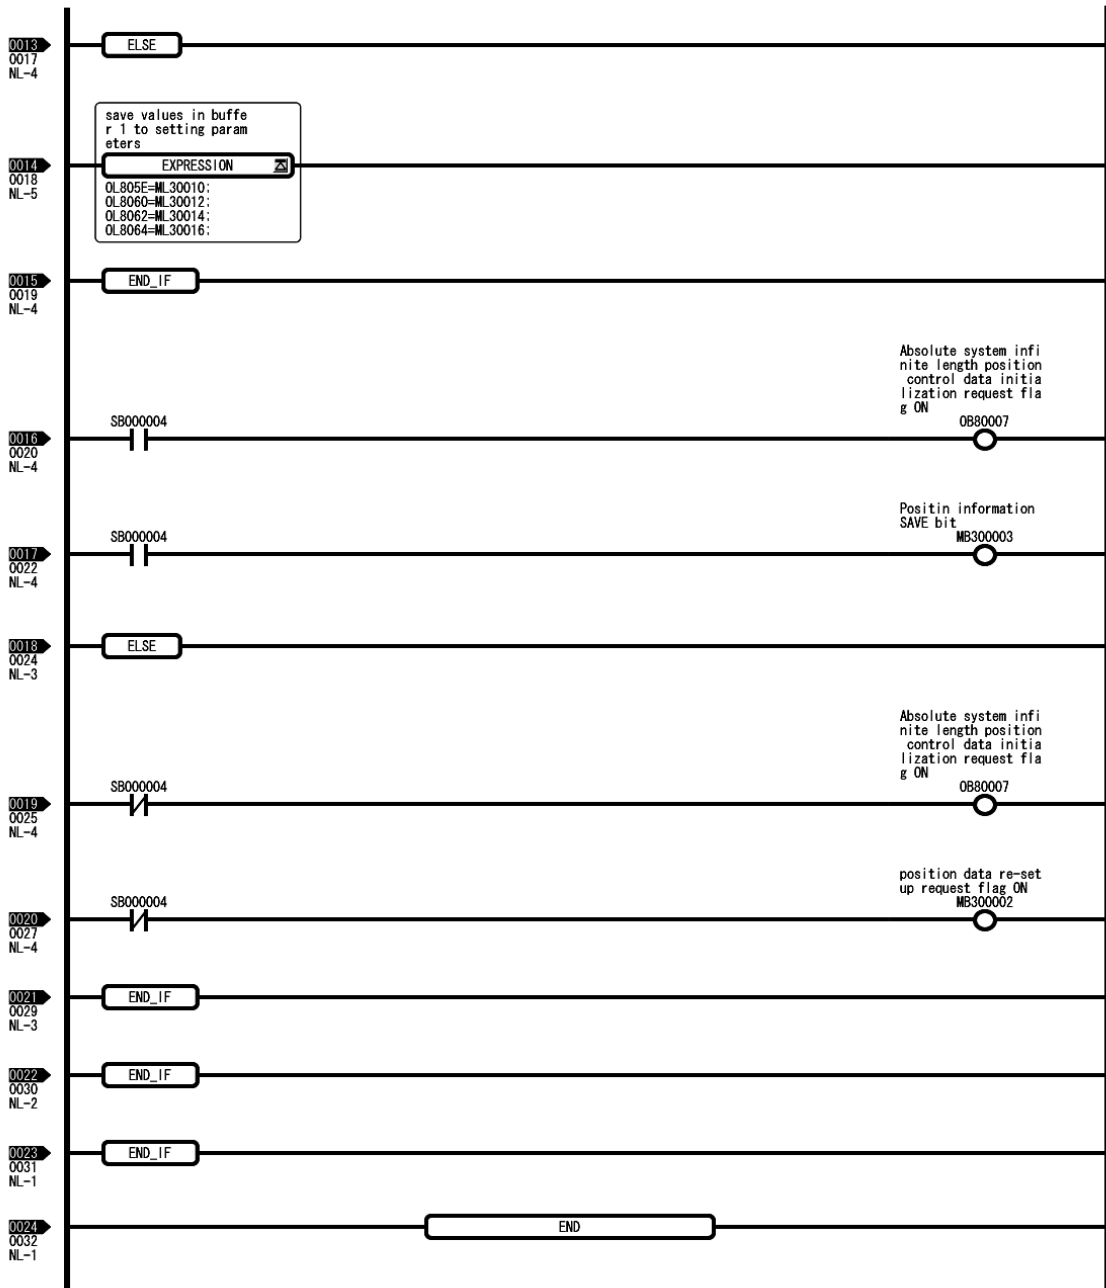 0013
0017
NL-4
ELSE
save values in buffe
r 1 to setting param
eters
0014
0018
NL-5
EXPRESSION
OL805E=ML30010;
OL8060=ML30012;
OL8062=ML30014;
OL8064=ML30016;
0015
0019
NL-4
END_IF
Absolute system infi
nite length position
control data initia
lization request fla
g ON
SB000004
OB80007
0016
0020
NL-4
Positin information
SAVE bit
SB000004
MB300003
0017
0022
NL-4
0018
0024
NL-3
ELSE
Absolute system infi
nite length position
control data initia
lization request fla
g ON
SB000004
OB80007
0019
0025
NL-4
position data re-set
up request flag ON
SB000004
MB300002
0020
0027
NL-4
0021
0029
NL-3
END_IF
0022
0030
NL-2
END_IF
0023
0031
NL-1
END_IF
0024
0032
NL-1
END